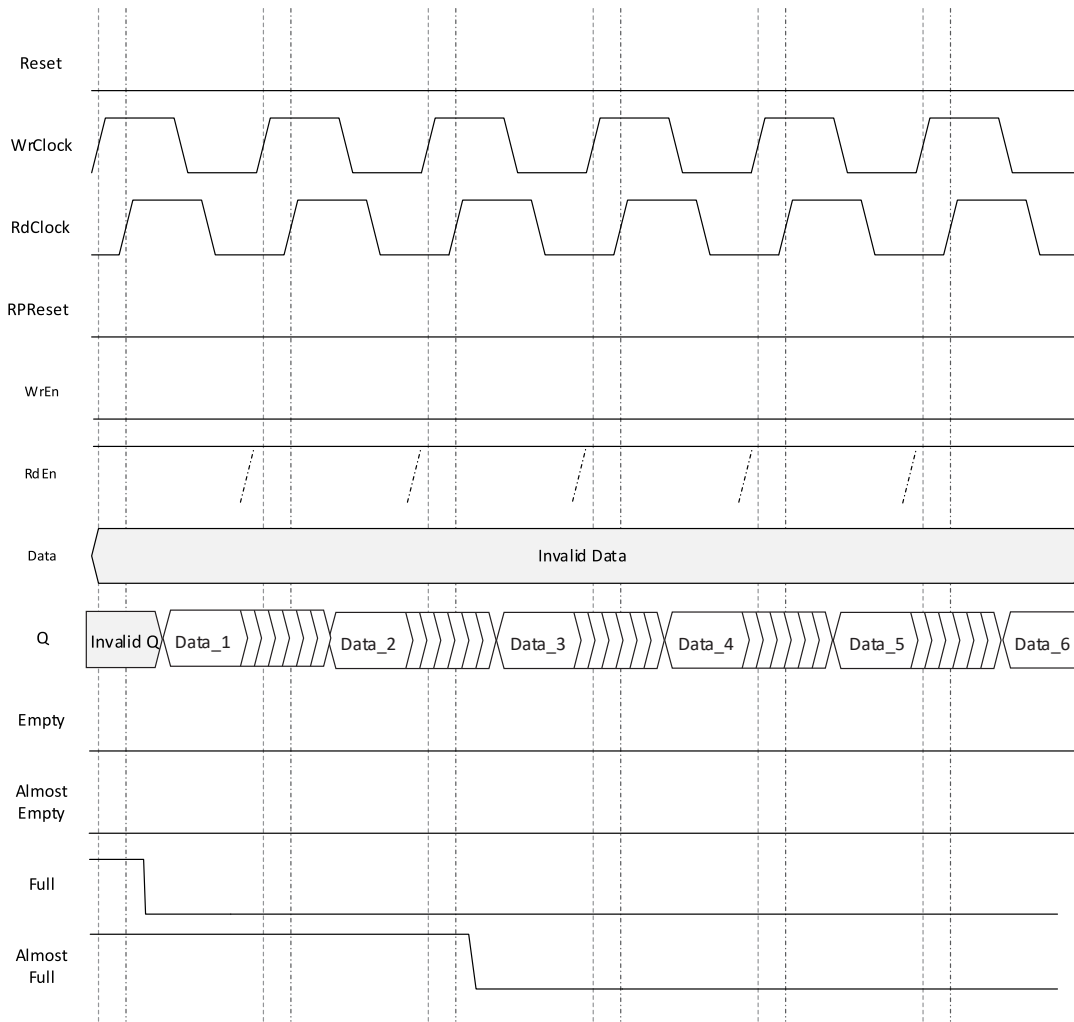 Reset
WrClock
RdClock
RPReset
WrEn
RdEn
Data
Invalid Data
Q
Invalid Q
Data_1
Data_2
Data_3
Data_4
Data_5
Data_6
Empty
Almost
Empty
Full
Almost
Full